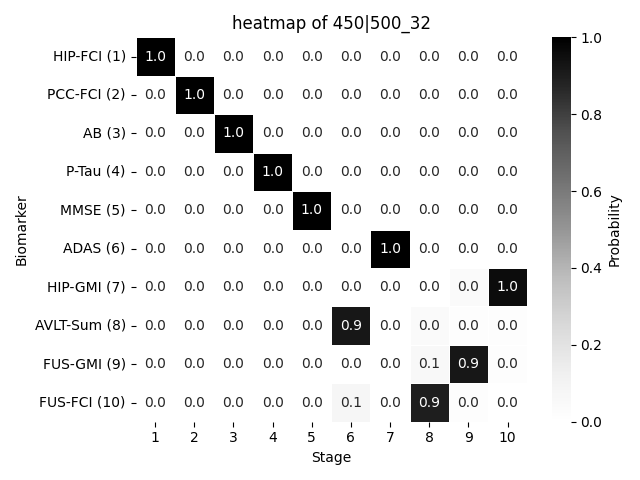 heatmap of 450|500_32
HIP-FCI (1) 1.0 0.0 0.0 0.0 0.0 0.0 0.0 0.0 0.0 0.0
PCC-FCI (2) 0.0 1.0 0.0 0.0 0.0 0.0 0.0 0.0 0.0 0.0
AB (3) 0.0 0.0 1.0 0.0 0.0 0.0 0.0 0.0 0.0 0.0
P-Tau (4) 0.0 0.0 0.0 1.0 0.0 0.0 0.0 0.0 0.0 0.0
MMSE (5) 0.0 0.0 0.0 0.0 1.0 0.0 0.0 0.0 0.0 0.0
ADAS (6) 0.0 0.0 0.0 0.0 0.0 0.0 1.0 0.0 0.0 0.0
HIP-GMI (7) 0.0 0.0 0.0 0.0 0.0 0.0 0.0 0.0 0.0 1.0
AVLT-Sum (8) 0.0 0.0 0.0 0.0 0.0 0.9 0.0 0.0 0.0 0.0
FUS-GMI (9) 0.0 0.0 0.0 0.0 0.0 0.0 0.0 0.1 0.9 0.0
FUS-FCI (10) 0.0 0.0 0.0 0.0 0.0 0.1 0.0 0.9 0.0 0.0
1 2 3 4 5 6 7 8 9 10
Stage
Biomarker
1.0
0.8
0.6
0.4
0.2
0.0
Probability